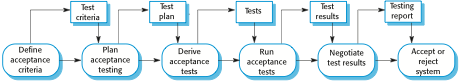 Test
criteria
Test
plan
Tests
Test
results
Testing
report
Define
acceptance
criteria
Plan
acceptance
testing
Derive
acceptance
tests
Run
acceptance
tests
Negotiate
test results
Accept or
reject
system